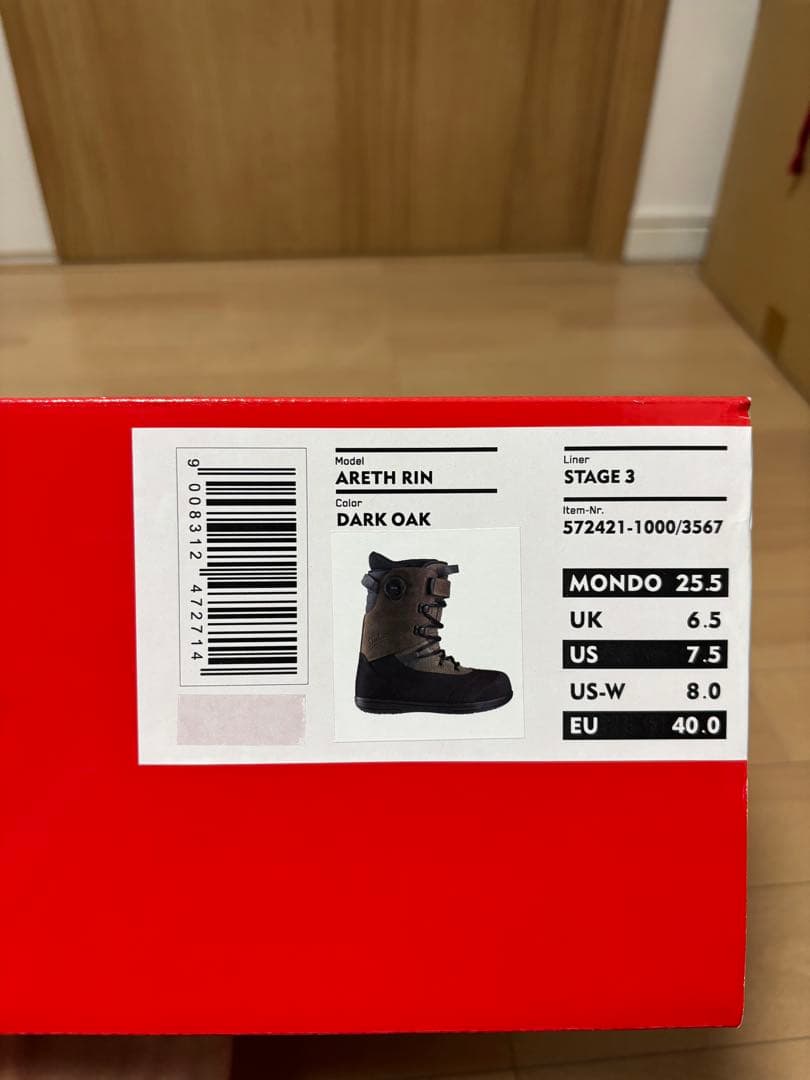 9 008312 472714
Model
ARETH RIN
Color
DARK OAK
Liner
STAGE 3
Item-Nr.
572421-1000/3567
MONDO 25.5
UK 6.5
US 7.5
US-W 8.0
EU 40.0